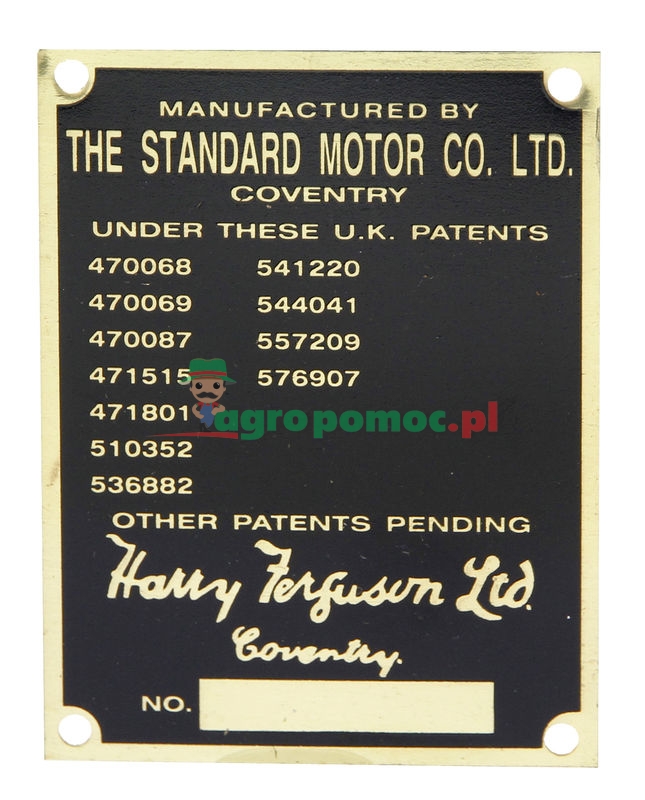 MANUFACTURED BY
THE STANDARD MOTOR CO. LTD.
COVENTRY
UNDER THESE U.K. PATENTS
470068 541220
470069 544041
470087 557209
471515 576907
471801
agropomoc.pl
510352
536882
OTHER PATENTS PENDING
Harry Ferguson Ltd.
Coventry.
NO.